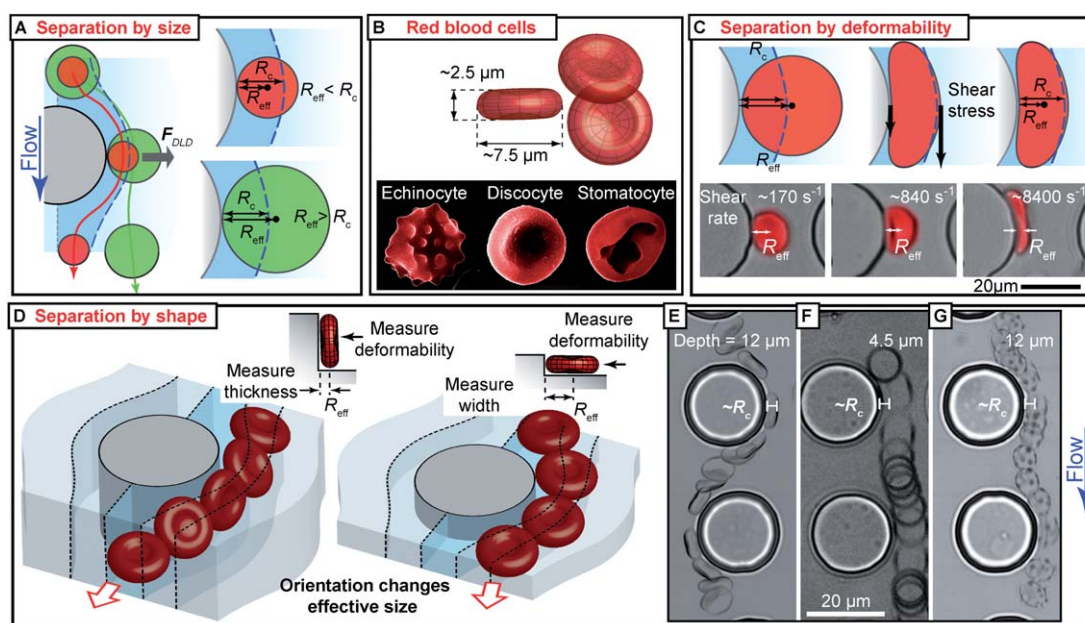 A Separation by size
Flow
F_DLD
R_c
R_eff
R_eff < R_c
R_c
R_eff
R_eff > R_c
B Red blood cells
~2.5 µm
~7.5 µm
Echinocyte Discocyte Stomatocyte
C Separation by deformability
R_c
R_eff
Shear
stress
R_c
R_eff
Shear
rate
~170 s⁻¹
R_eff
~840 s⁻¹
R_eff
~8400 s⁻¹
R_eff
20µm
D Separation by shape
Measure
deformability
Measure
thickness
R_eff
Measure
deformability
Measure
width
R_eff
Orientation changes
effective size
E
Depth = 12 µm
~R_c
F
4.5 µm
~R_c
20 µm
G
12 µm
~R_c
Flow